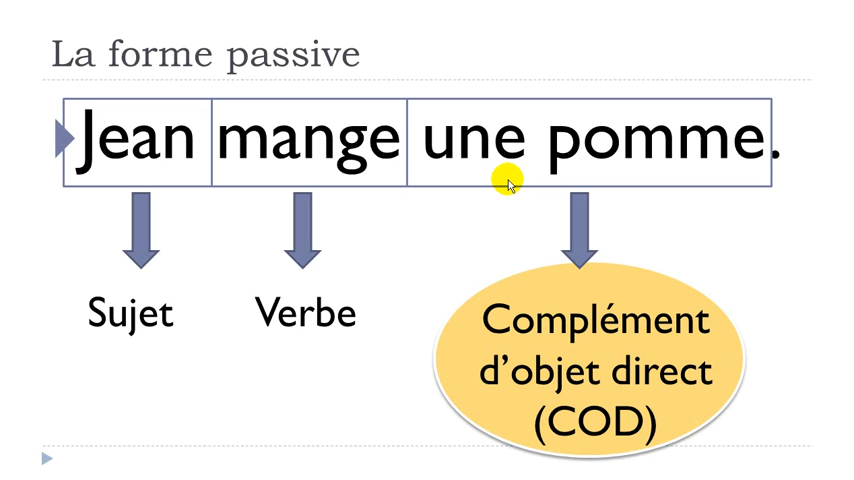 La forme passive
Jean mange une pomme.
Sujet
Verbe
Complément
d'objet direct
(COD)